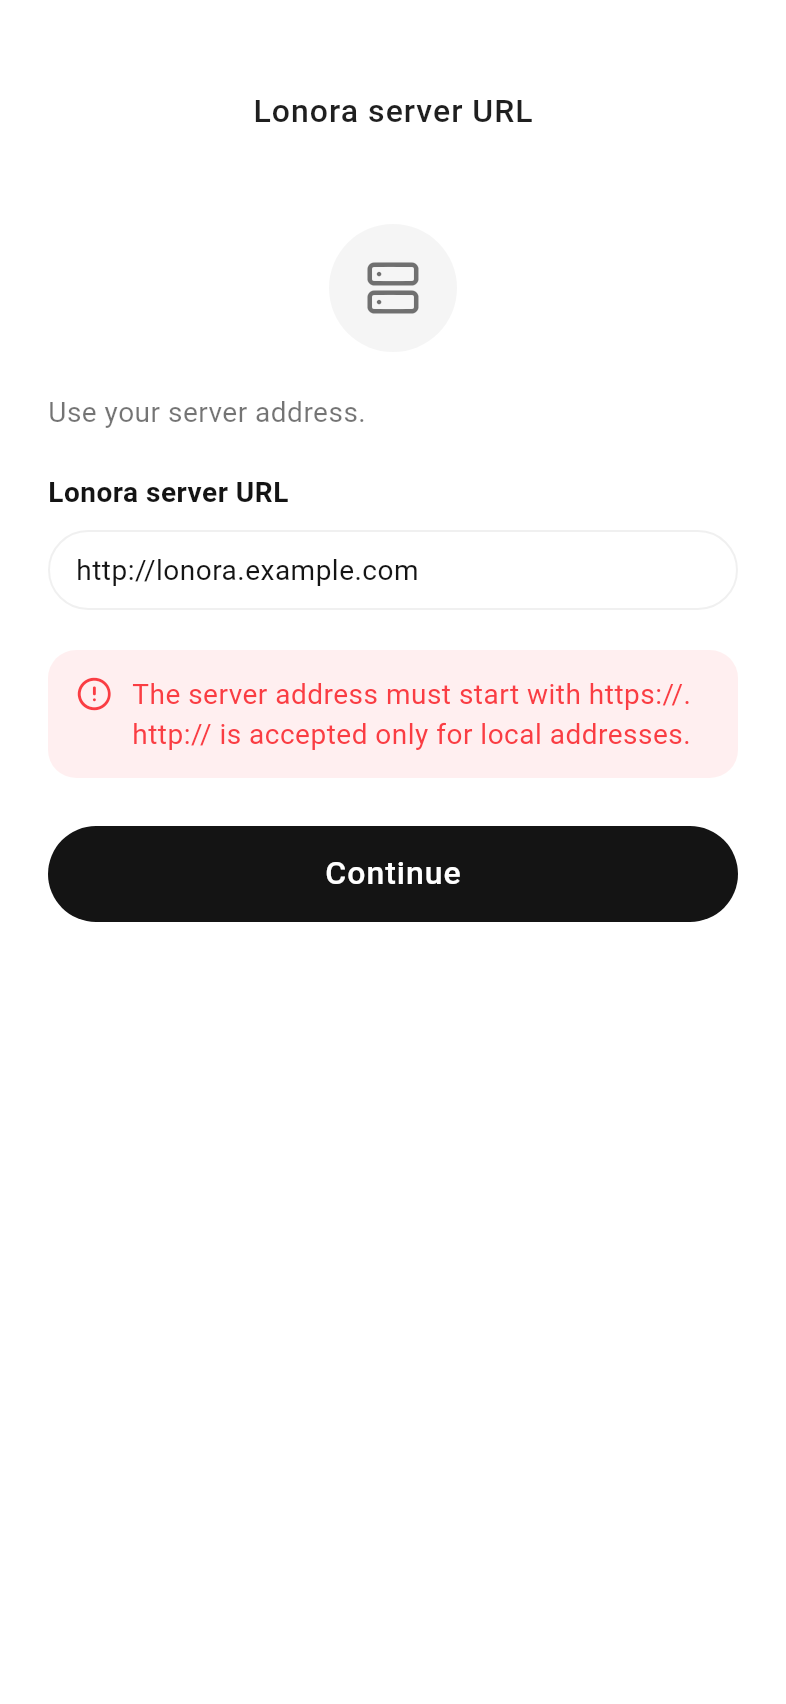 Lonora server URL
Use your server address.
Lonora server URL
http://lonora.example.com
The server address must start with https://.
http:// is accepted only for local addresses.
Continue